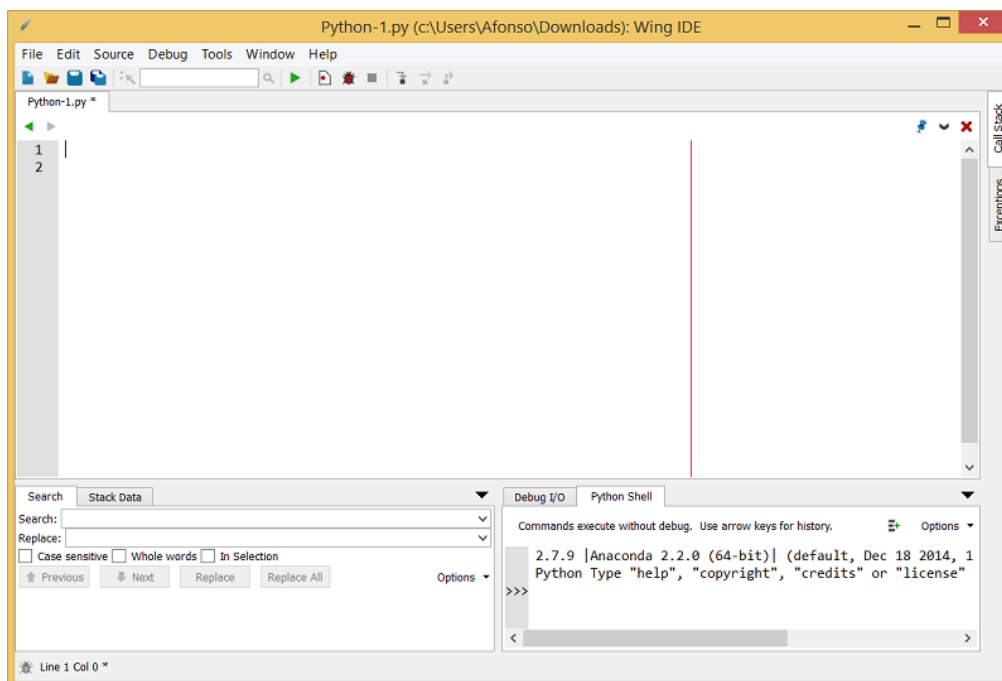 Python-1.py (c:\Users\Afonso\Downloads): Wing IDE
File Edit Source Debug Tools Window Help
Python-1.py *
1
2
Call Stack
Exceptions
Search Stack Data
Search:
Replace:
Case sensitive Whole words In Selection
Previous Next Replace Replace All Options
Debug I/O Python Shell
Commands execute without debug. Use arrow keys for history. Options
2.7.9 |Anaconda 2.2.0 (64-bit)| (default, Dec 18 2014, 1
Python Type "help", "copyright", "credits" or "license"
>>>
Line 1 Col 0 *